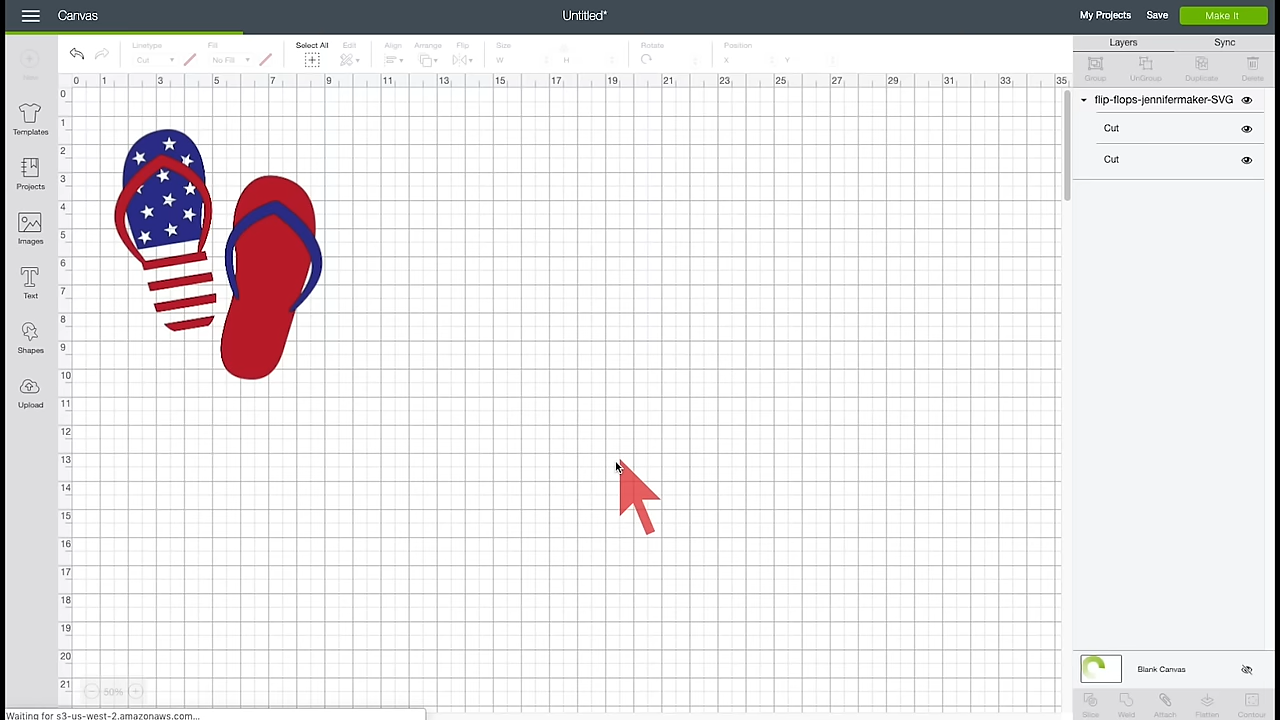 Canvas
Untitled*
My Projects
Save
Make It
New
Linetype
Cut
Fill
No Fill
Select All
Edit
Align
Arrange
Flip
Size
W
H
Rotate
Position
X
Y
Layers
Sync
Group
UnGroup
Duplicate
Delete
0 1 3 5 7 9 11 13 15 17 19 21 23 25 27 29 31 33 35
0
1
2
3
4
5
6
7
8
9
10
11
12
13
14
15
16
17
18
19
20
21
Templates
Projects
Images
Text
Shapes
Upload
flip-flops-jennifermaker-SVG
Cut
Cut
50%
Blank Canvas
Slice
Weld
Attach
Flatten
Contour
Waiting for s3-us-west-2.amazonaws.com...